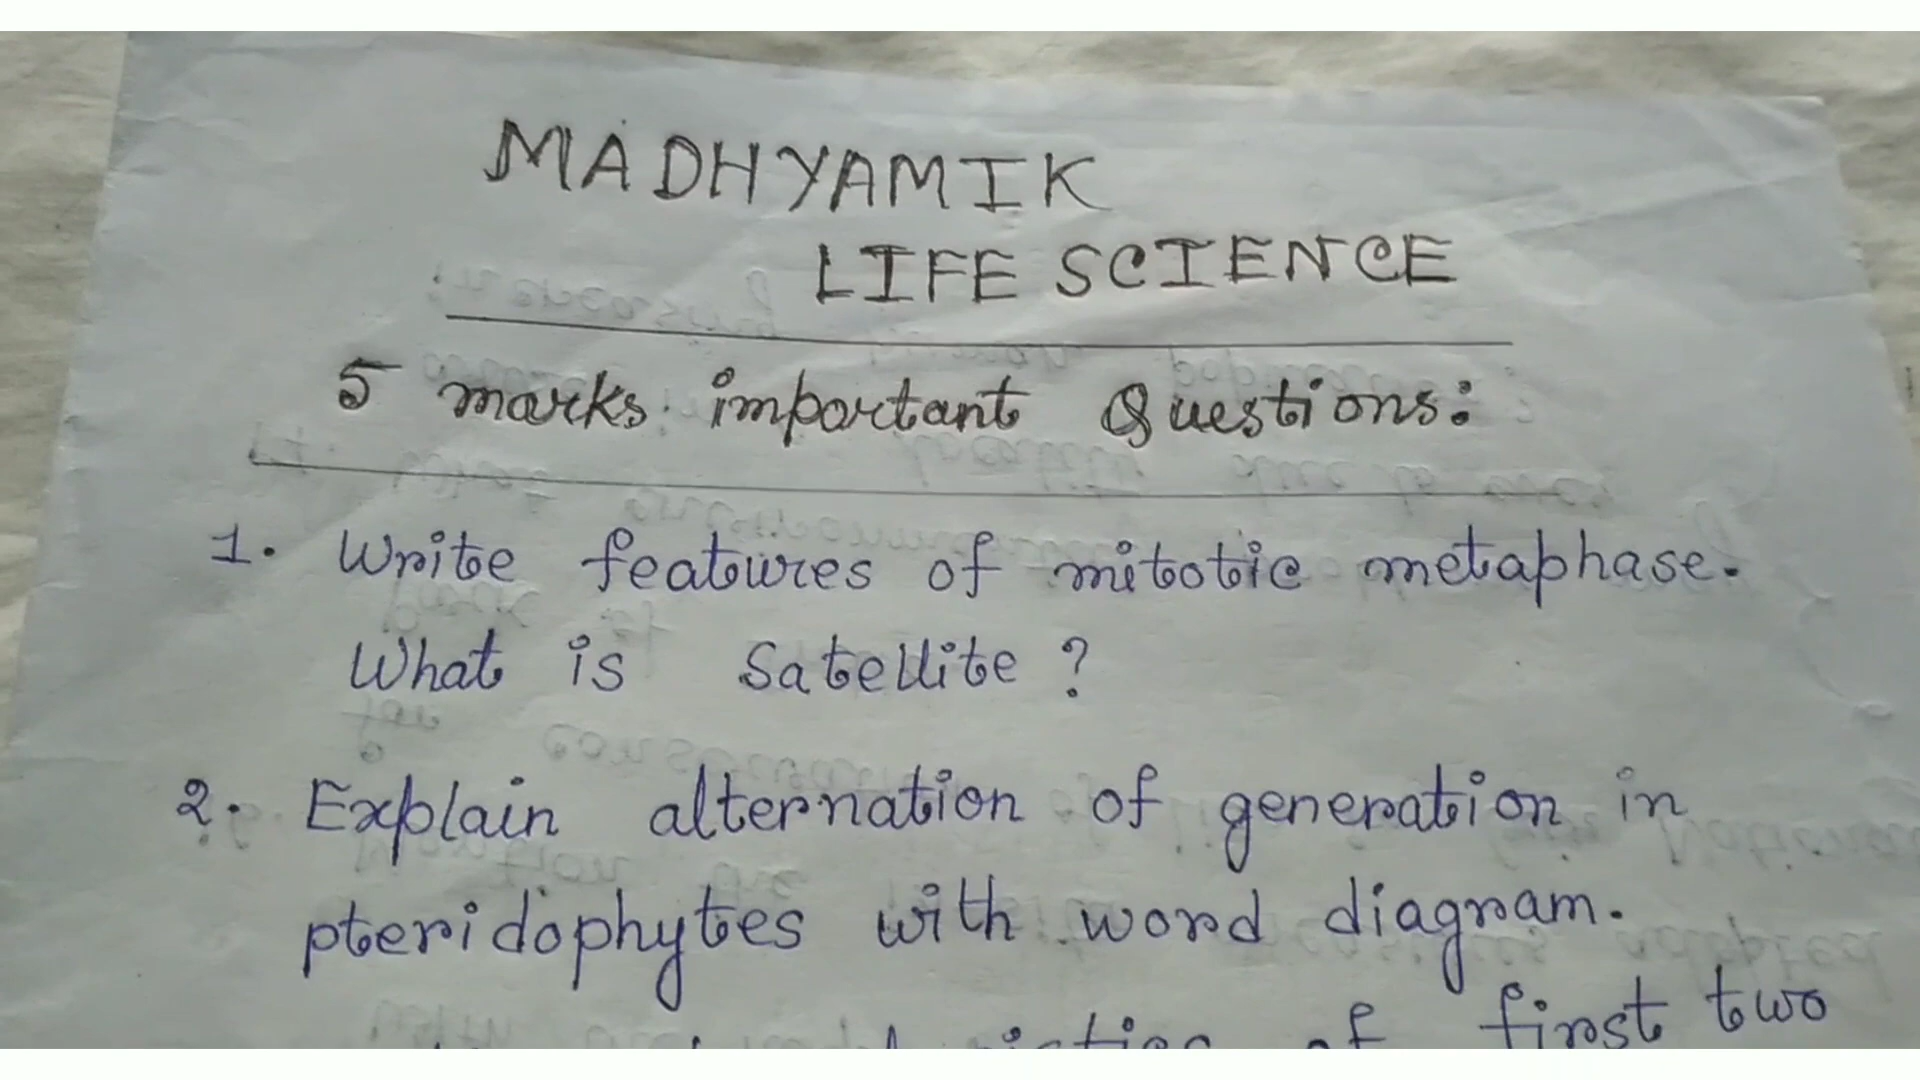 MADHYAMIK
LIFE SCIENCE
5 marks important Questions:
1. Write features of mitotic metaphase.
What is Satellite ?
2. Explain alternation of generation in
pteridophytes with word diagram.
of first two